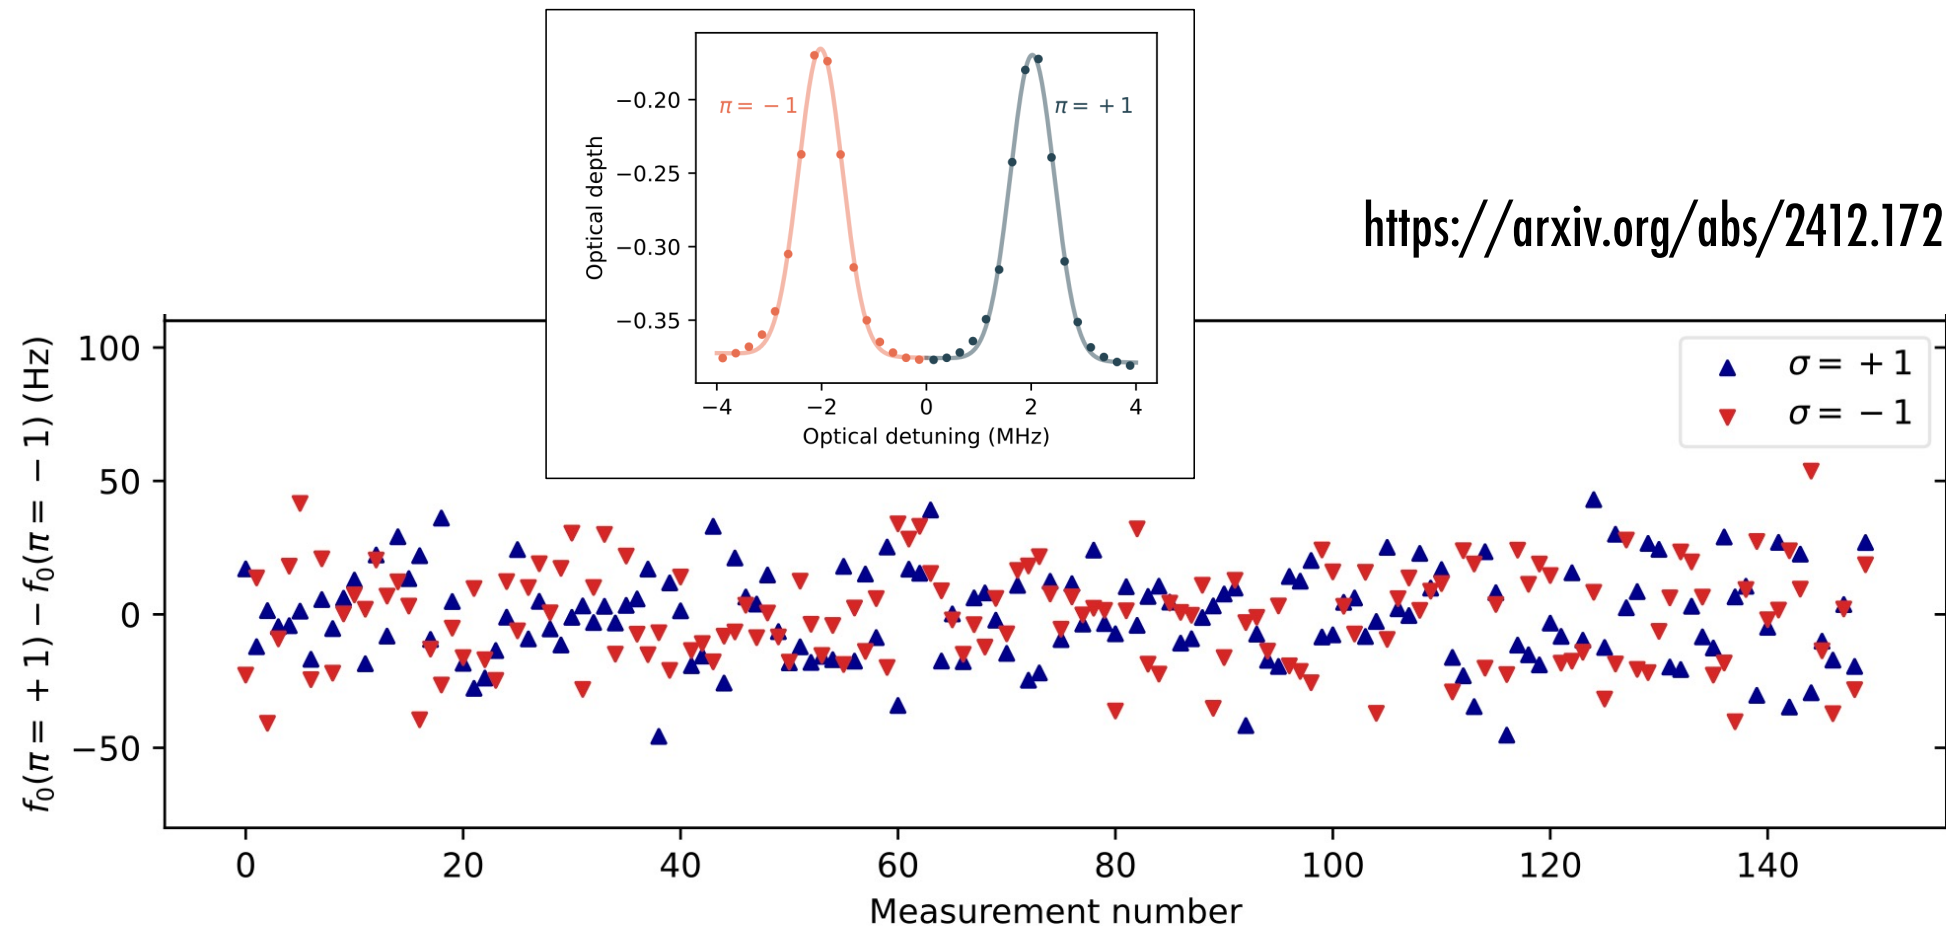 −0.20
−0.25
−0.30
−0.35
Optical depth
π = − 1
π = + 1
−4 −2 0 2 4
Optical detuning (MHz)
https://arxiv.org/abs/2412.172
100
50
0
−50
f₀(π = + 1) − f₀(π = − 1) (Hz)
σ = + 1
σ = − 1
0 20 40 60 80 100 120 140
Measurement number